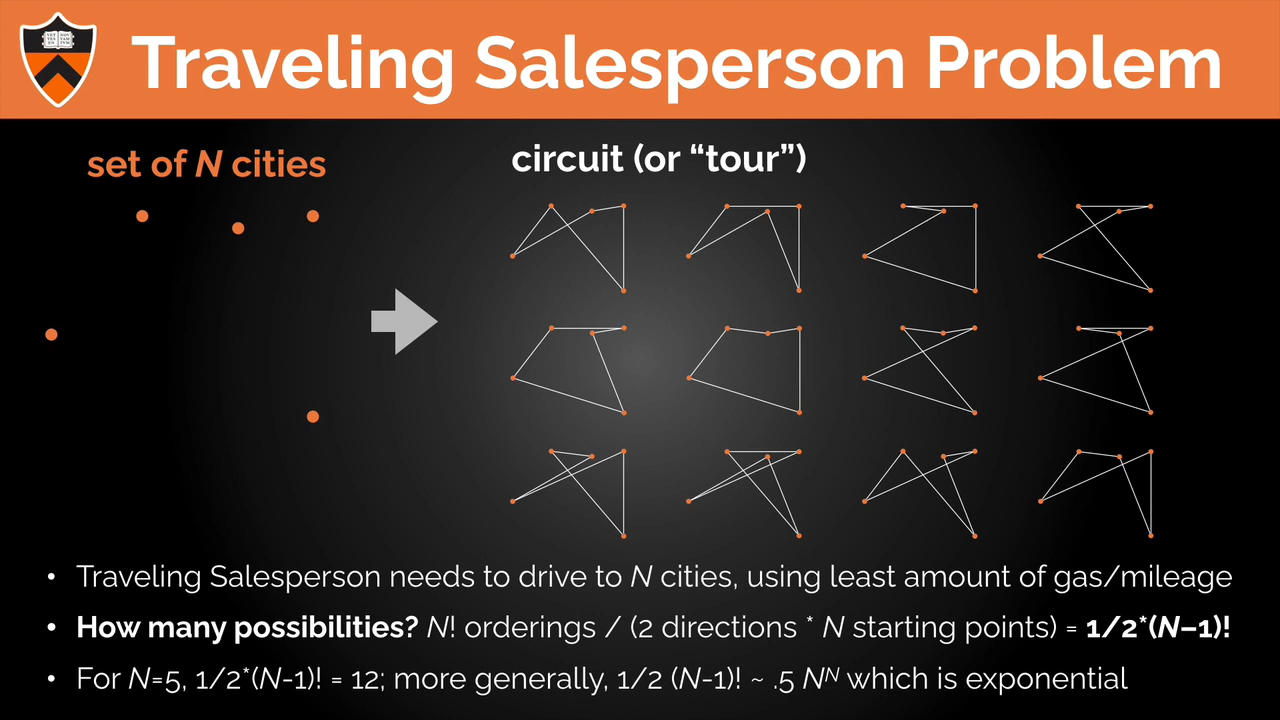 Traveling Salesperson Problem
set of N cities
circuit (or “tour”)
• Traveling Salesperson needs to drive to N cities, using least amount of gas/mileage
• How many possibilities? N! orderings / (2 directions * N starting points) = 1/2*(N–1)!
• For N=5, 1/2*(N-1)! = 12; more generally, 1/2 (N-1)! ~ .5 Nᴺ which is exponential